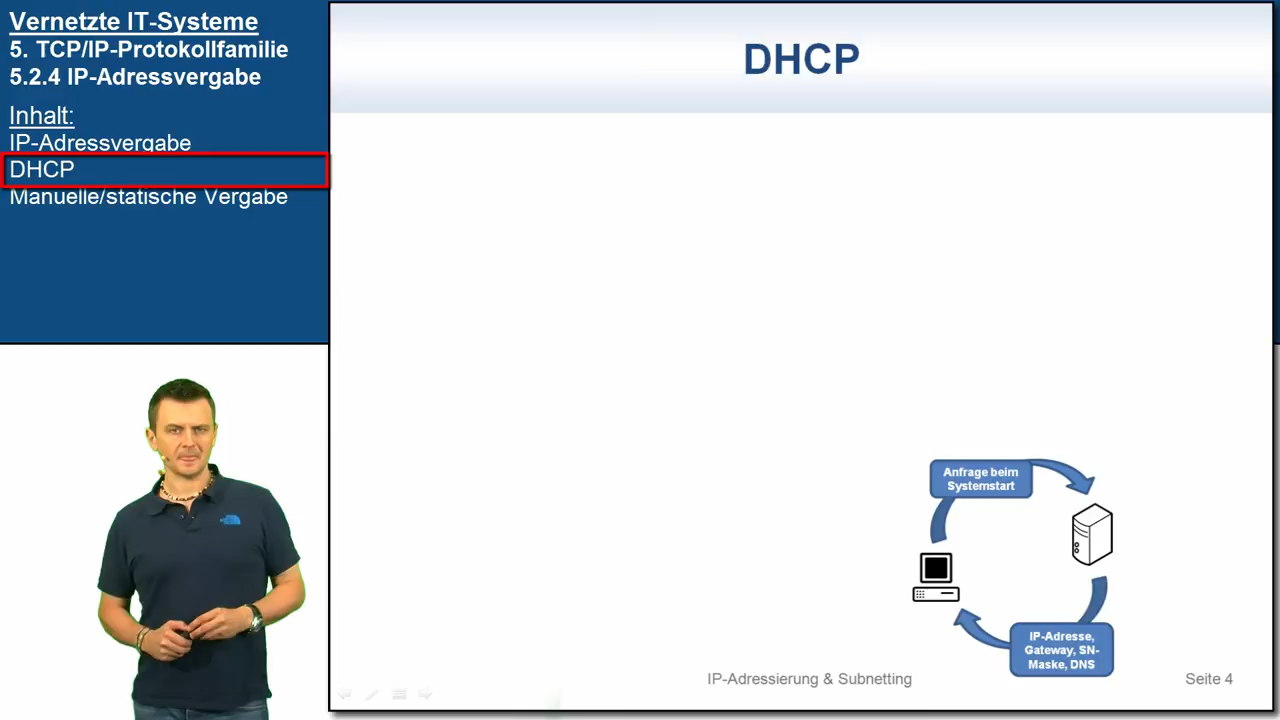 Vernetzte IT-Systeme
5. TCP/IP-Protokollfamilie
5.2.4 IP-Adressvergabe
Inhalt:
IP-Adressvergabe
DHCP
Manuelle/statische Vergabe
DHCP
Anfrage beim
Systemstart
IP-Adresse,
Gateway, SN-
Maske, DNS
IP-Adressierung & Subnetting
Seite 4